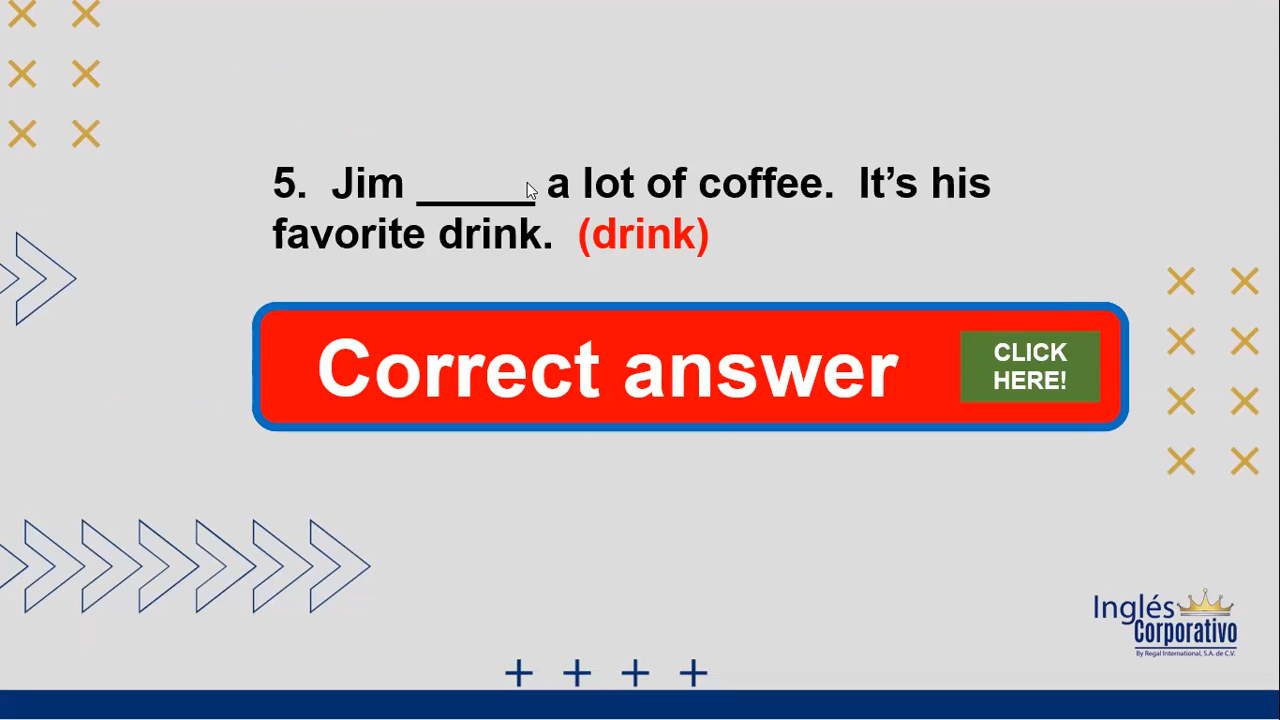 5. Jim _____ a lot of coffee. It's his
favorite drink. (drink)
Correct answer
CLICK
HERE!
Inglés
Corporativo
By Regal International, S.A. de C.V.